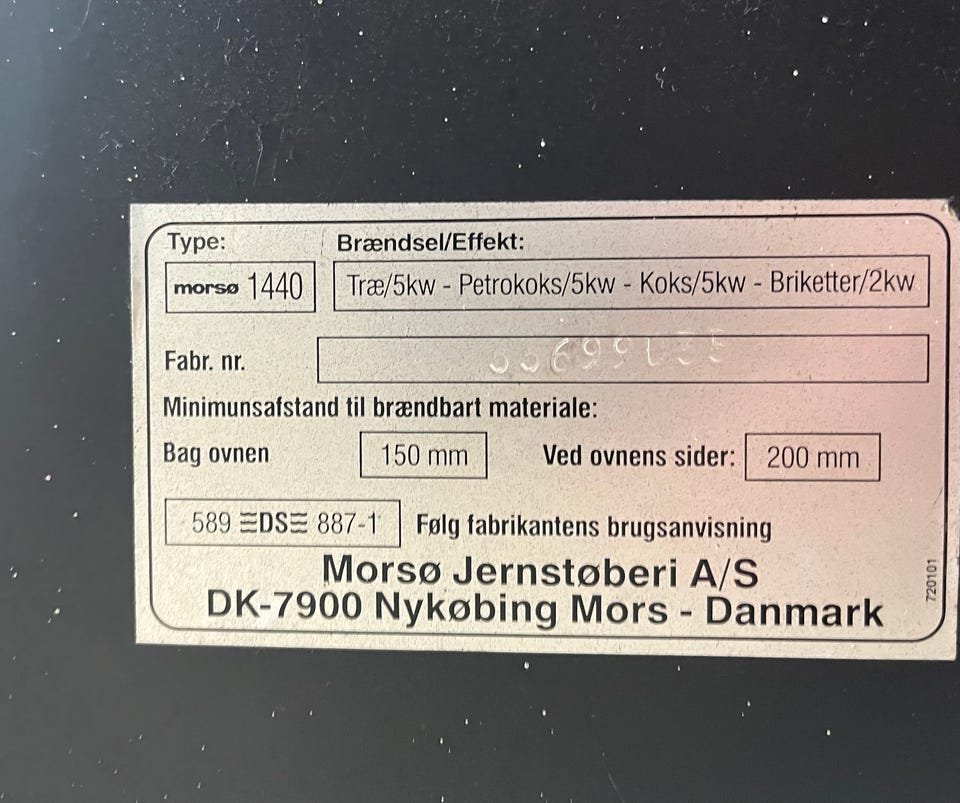 Type: Brændsel/Effekt:
morsø 1440 Træ/5kw - Petrokoks/5kw - Koks/5kw - Briketter/2kw
Fabr. nr.
Minimunsafstand til brændbart materiale:
Bag ovnen 150 mm Ved ovnens sider: 200 mm
589 DS 887-1 Følg fabrikantens brugsanvisning
Morsø Jernstøberi A/S
DK-7900 Nykøbing Mors - Danmark
720101